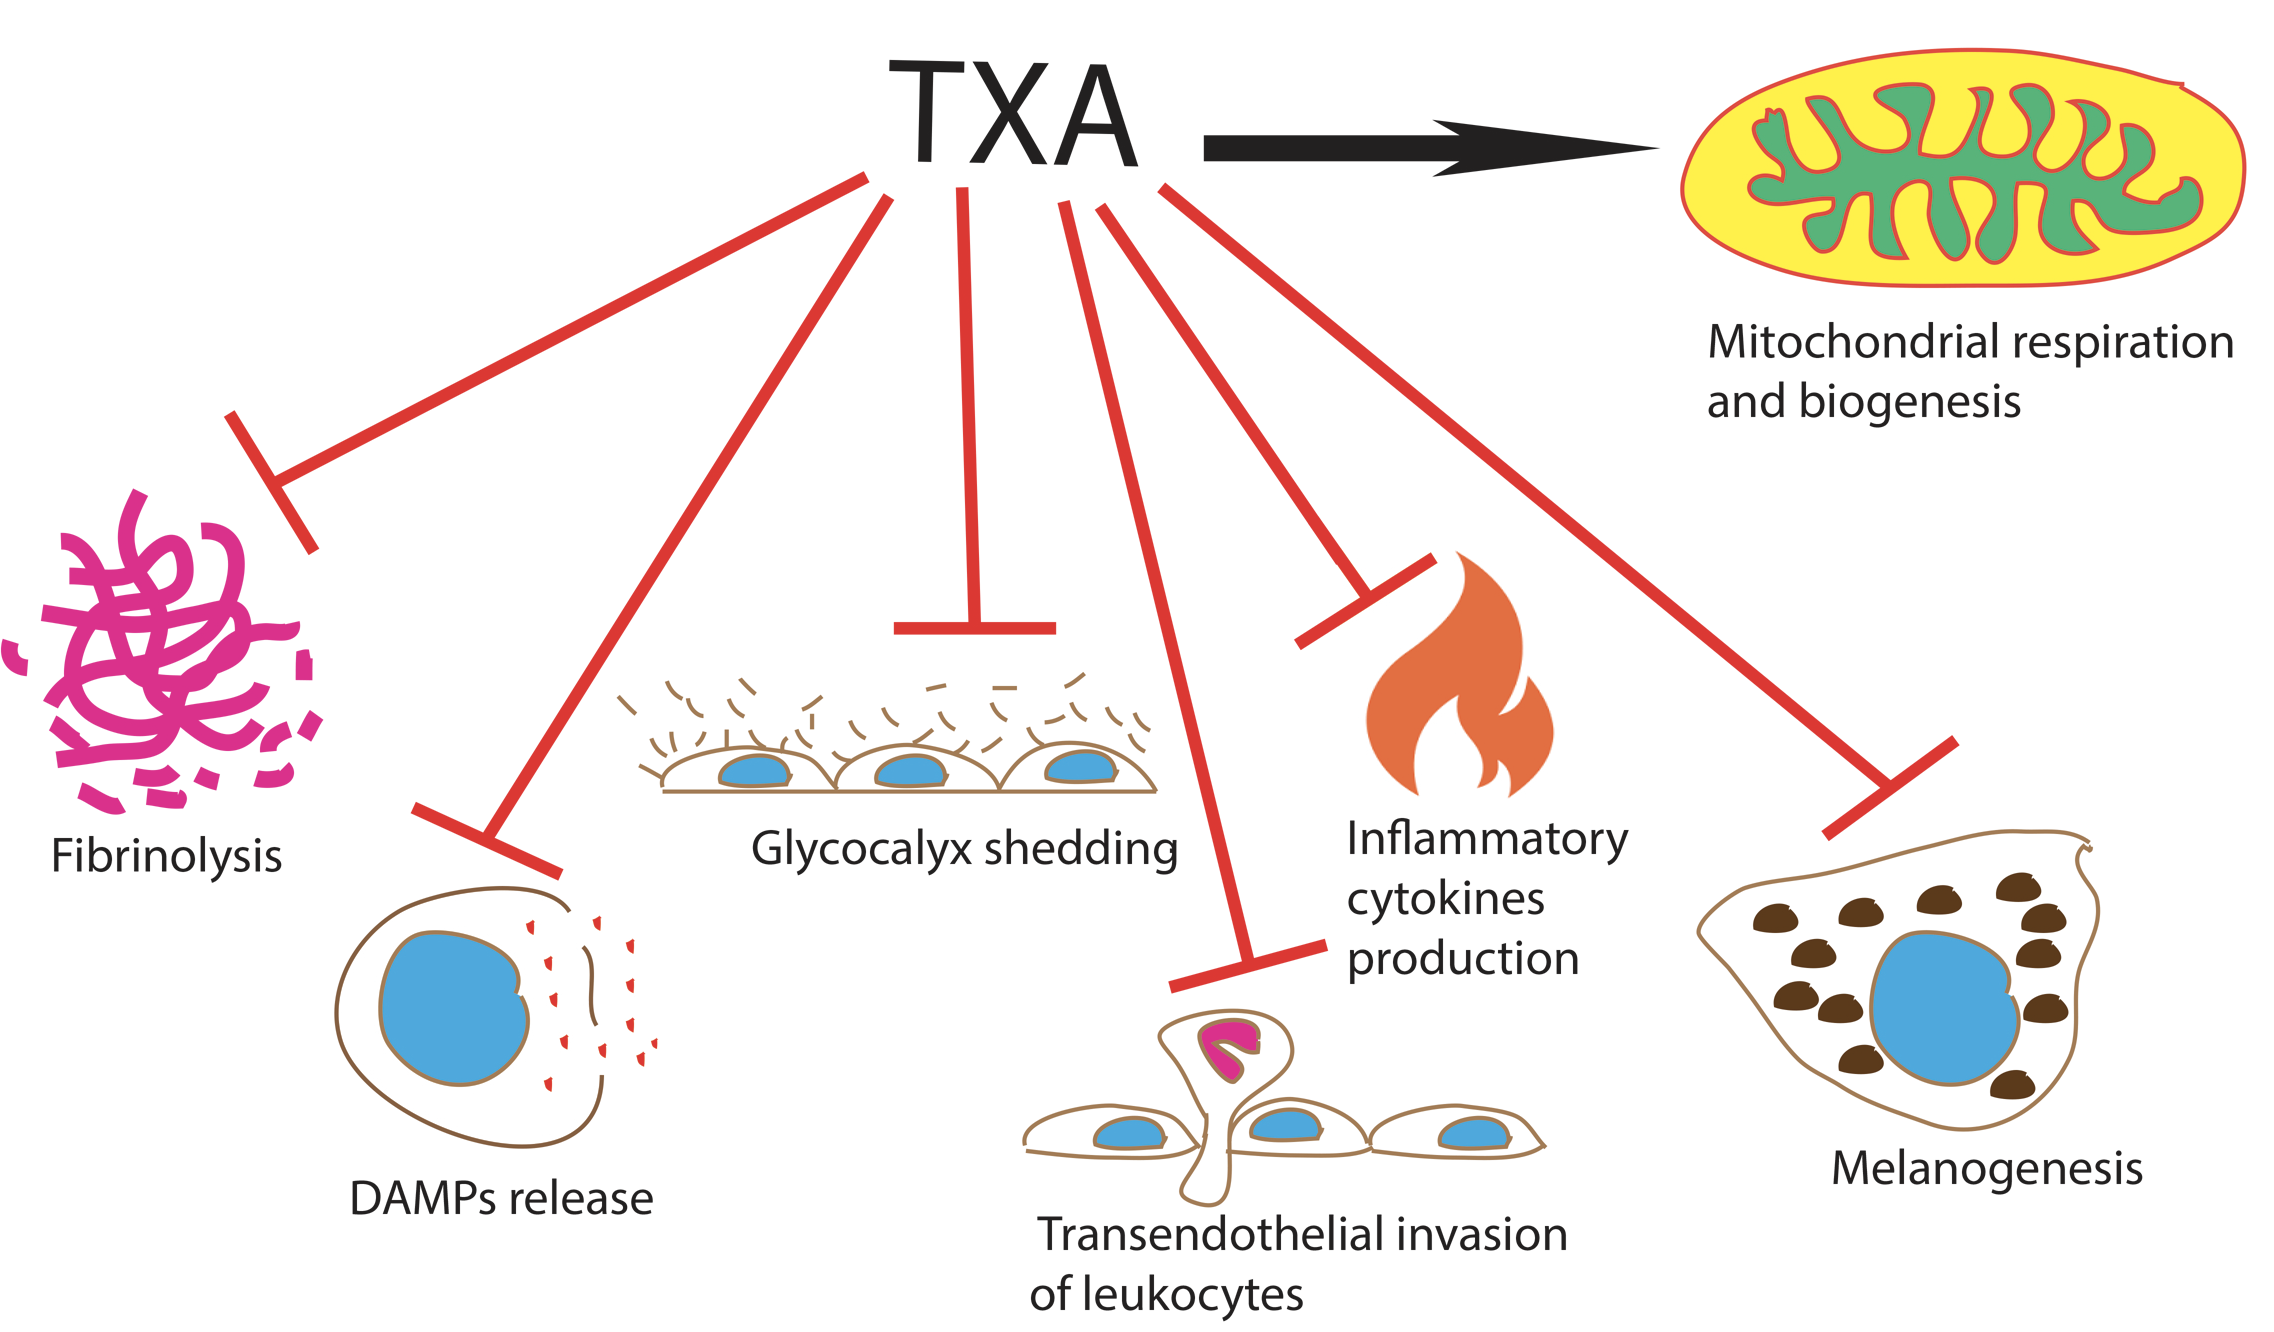 TXA
Mitochondrial respiration
and biogenesis
Fibrinolysis
Glycocalyx shedding
Inflammatory
cytokines
production
DAMPs release
Transendothelial invasion
of leukocytes
Melanogenesis